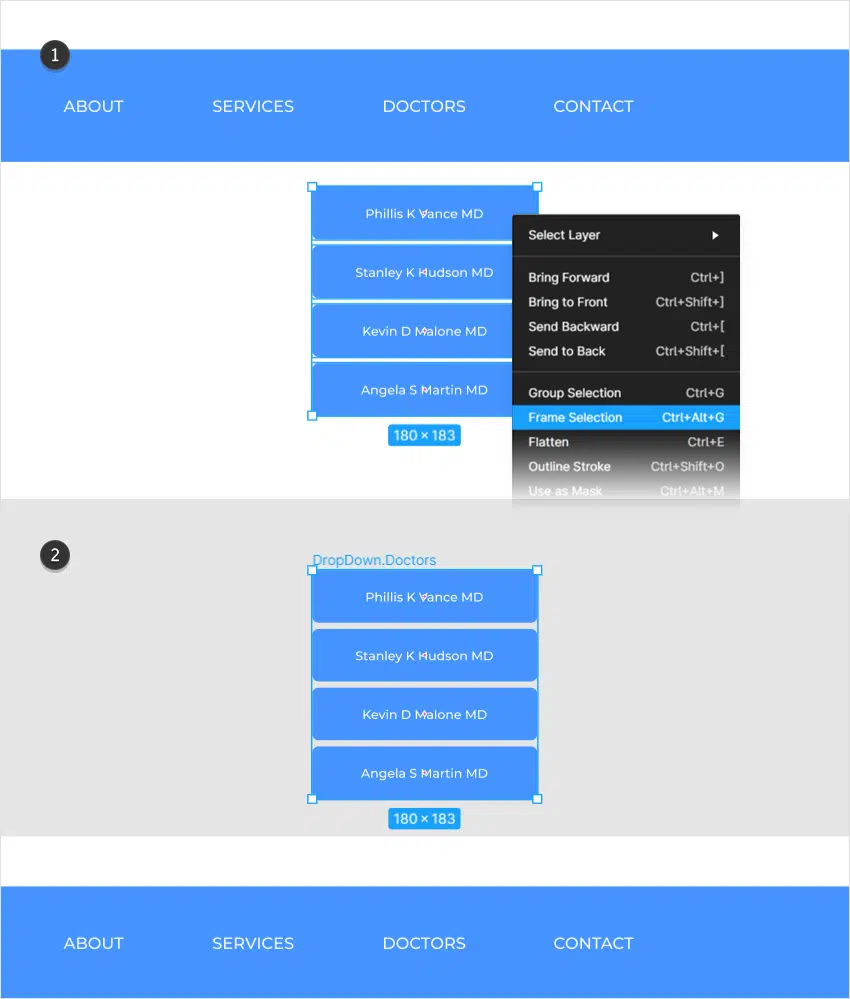 1
ABOUT SERVICES DOCTORS CONTACT
Phillis K Vance MD
Stanley K Hudson MD
Kevin D Malone MD
Angela S Martin MD
180 × 183
Select Layer
Bring Forward Ctrl+]
Bring to Front Ctrl+Shift+]
Send Backward Ctrl+[
Send to Back Ctrl+Shift+[
Group Selection Ctrl+G
Frame Selection Ctrl+Alt+G
Flatten Ctrl+E
Outline Stroke Ctrl+Shift+O
Use as Mask Ctrl+Alt+M
2
DropDown.Doctors
Phillis K Vance MD
Stanley K Hudson MD
Kevin D Malone MD
Angela S Martin MD
180 × 183
ABOUT SERVICES DOCTORS CONTACT